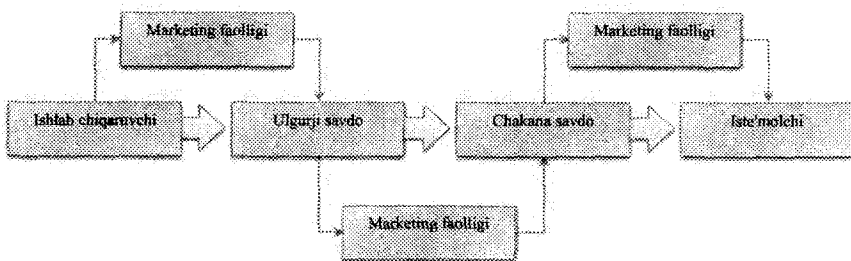 Marketing faolligi
Marketing faolligi
Ishlab chiqaruvchi
Ulgurji savdo
Chakana savdo
Iste'molchi
Marketing faolligi